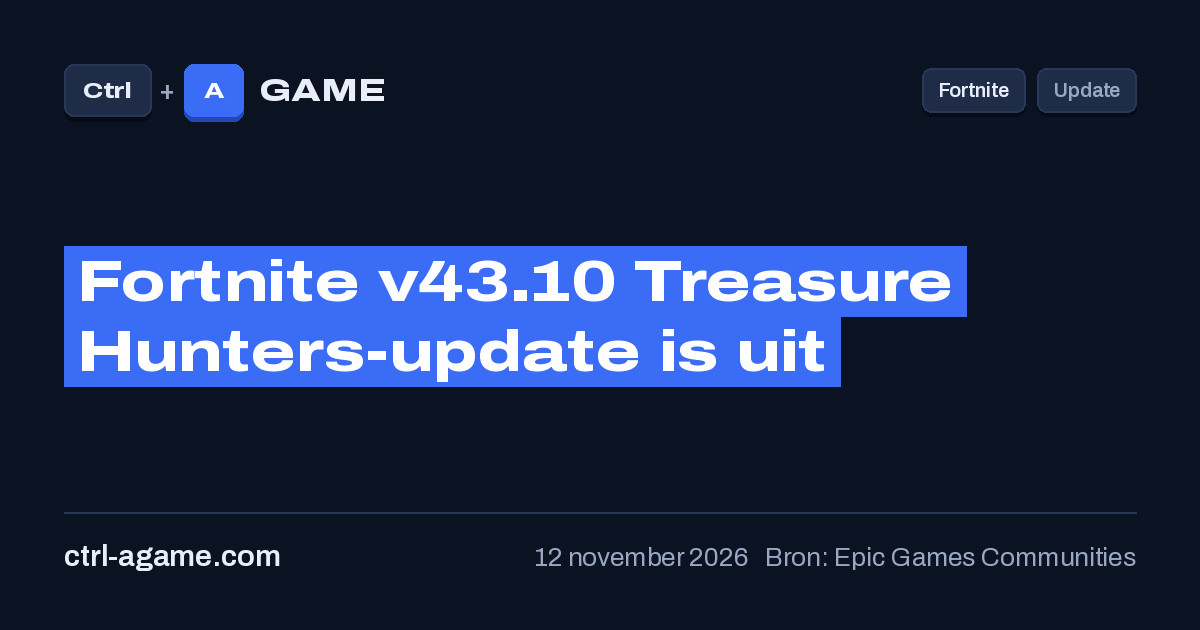 Ctrl + A GAME
Fortnite Update
Fortnite v43.10 Treasure
Hunters-update is uit
ctrl-agame.com
12 november 2026 Bron: Epic Games Communities